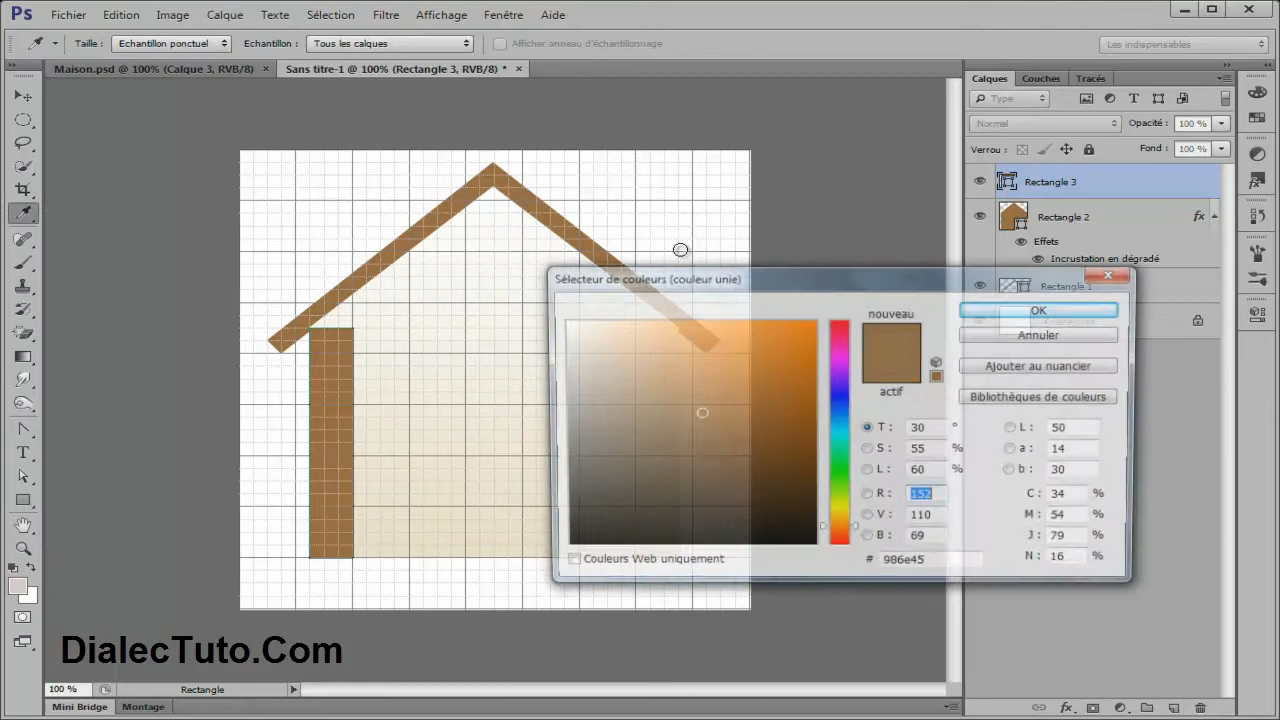 Ps Fichier Edition Image Calque Texte Sélection Filtre Affichage Fenêtre Aide
Taille : Echantillon ponctuel Echantillon : Tous les calques Afficher anneau d'échantillonnage Les indispensables
Maison.psd @ 100% (Calque 3, RVB/8) × Sans titre-1 @ 100% (Rectangle 3, RVB/8) * ×
Calques Couches Tracés
Type
Normal Opacité : 100 %
Verrou : Fond : 100 %
Rectangle 3
Rectangle 2 fx
Effets
Incrustation en dégradé
Rectangle 1
Sélecteur de couleurs (couleur unie)
nouveau
actif
OK
Annuler
Ajouter au nuancier
Bibliothèques de couleurs
T : 30 ° L : 50
S : 55 % a : 14
L : 60 % b : 30
R : 152 C : 34 %
V : 110 M : 54 %
B : 69 J : 79 %
# 986e45 N : 16 %
Couleurs Web uniquement
DialecTuto.Com
100 % Rectangle
Mini Bridge Montage